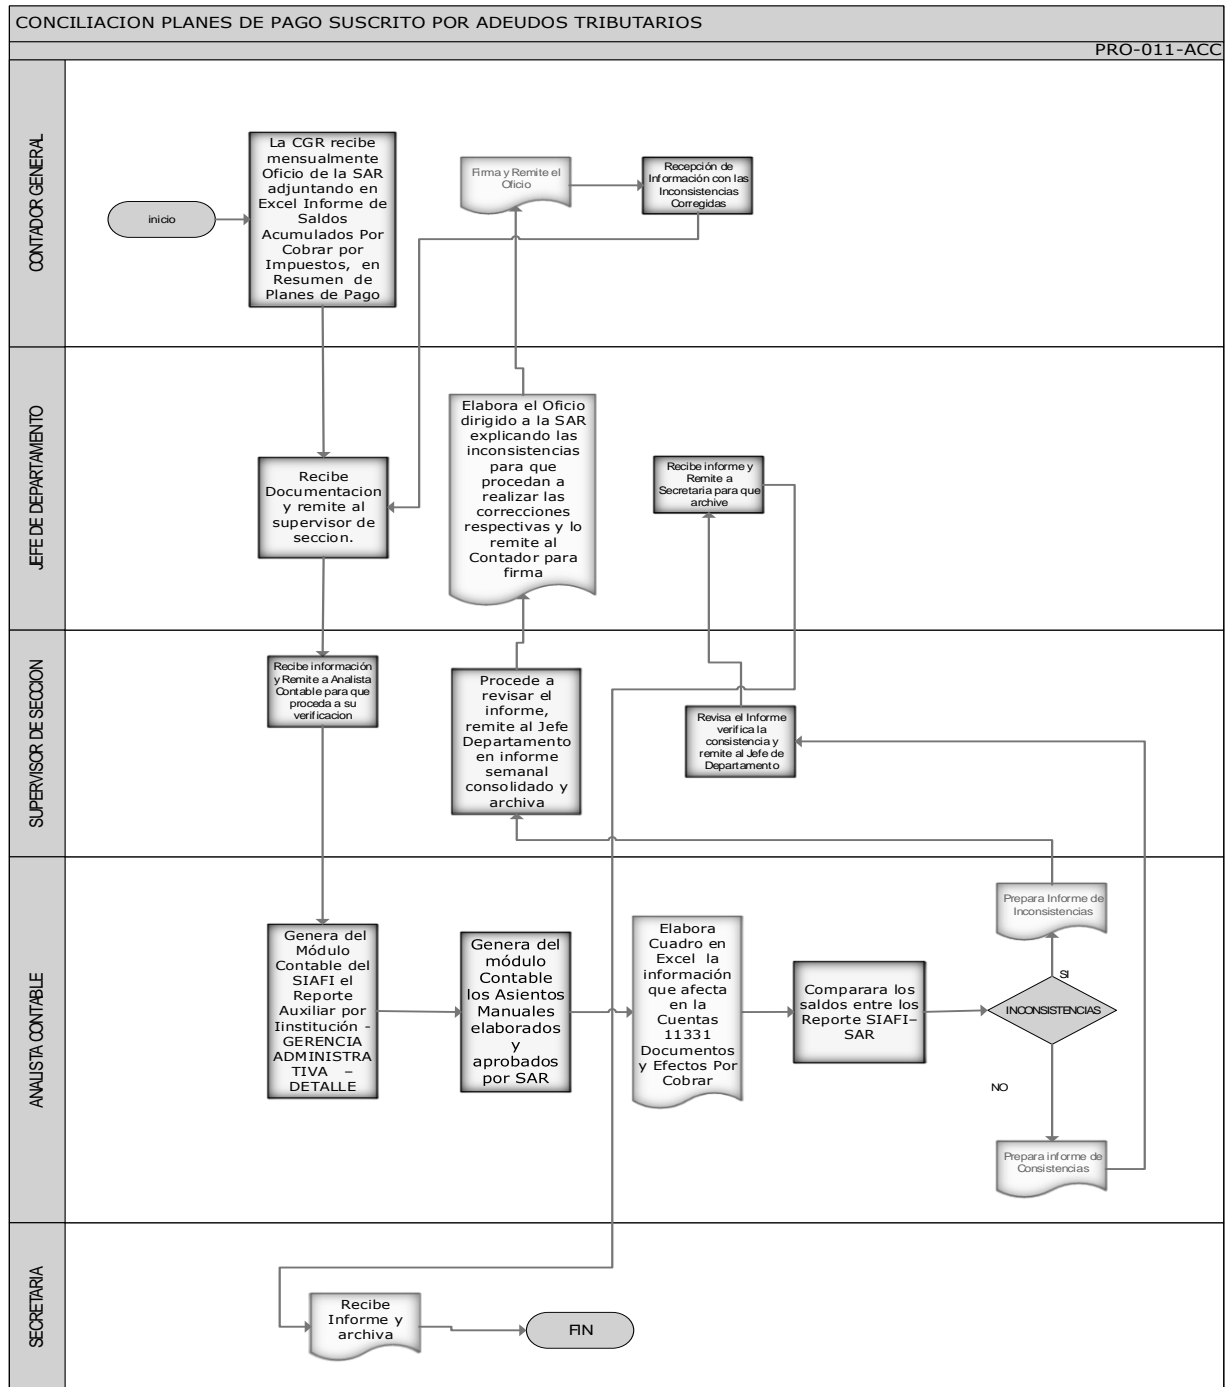 CONCILIACION PLANES DE PAGO SUSCRITO POR ADEUDOS TRIBUTARIOS
PRO-011-ACC
CONTADOR GENERAL
inicio
La CGR recibe
mensualmente
Oficio de la SAR
adjuntando en
Excel Informe de
Saldos
Acumulados Por
Cobrar por
Impuestos, en
Resumen de
Planes de Pago
Firma y Remite el
Oficio
Recepción de
Información con las
Inconsistencias
Corregidas
JEFE DE DEPARTAMENTO
Recibe
Documentacion
y remite al
supervisor de
seccion.
Elabora el Oficio
dirigido a la SAR
explicando las
inconsistencias
para que
procedan a
realizar las
correcciones
respectivas y lo
remite al
Contador para
firma
Recibe informe y
Remite a
Secretaria para que
archive
SUPERVISOR DE SECCION
Recibe información
y Remite a Analista
Contable para que
proceda a su
verificacion
Procede a
revisar el
informe,
remite al Jefe
Departamento
en informe
semanal
consolidado y
archiva
Revisa el Informe
verifica la
consistencia y
remite al Jefe de
Departamento
ANALISTA CONTABLE
Genera del
Módulo
Contable del
SIAFI el
Reporte
Auxiliar por
Iinstitución -
GERENCIA
ADMINISTRA
TIVA –
DETALLE
Genera del
módulo
Contable
los Asientos
Manuales
elaborados
y
aprobados
por SAR
Elabora
Cuadro en
Excel la
información
que afecta
en la
Cuentas
11331
Documentos
y Efectos Por
Cobrar
Comparara los
saldos entre los
Reporte SIAFI–
SAR
Prepara Informe de
Inconsistencias
SI
INCONSISTENCIAS
NO
Prepara informe de
Consistencias
SECRETARIA
Recibe
Informe y
archiva
FIN